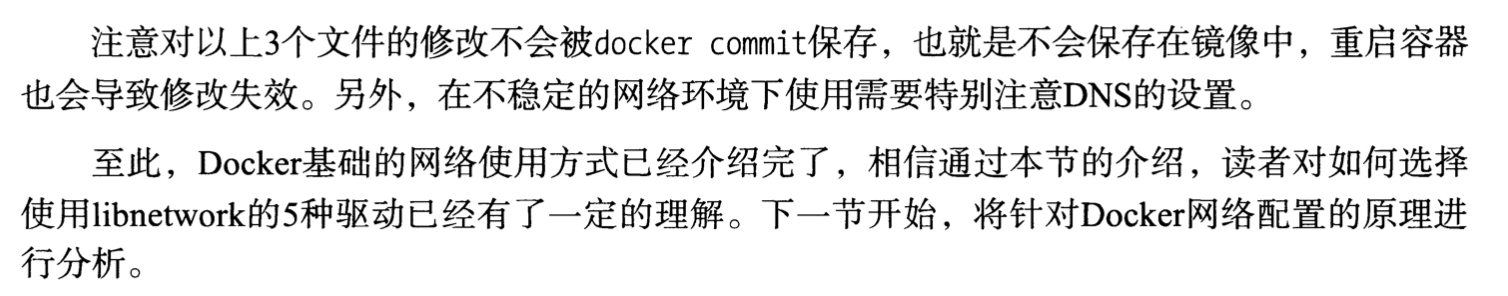 注意对以上3个文件的修改不会被docker commit保存，也就是不会保存在镜像中，重启容器
也会导致修改失效。另外，在不稳定的网络环境下使用需要特别注意DNS的设置。
至此，Docker基础的网络使用方式已经介绍完了，相信通过本节的介绍，读者对如何选择
使用libnetwork的5种驱动已经有了一定的理解。下一节开始，将针对Docker网络配置的原理进
行分析。